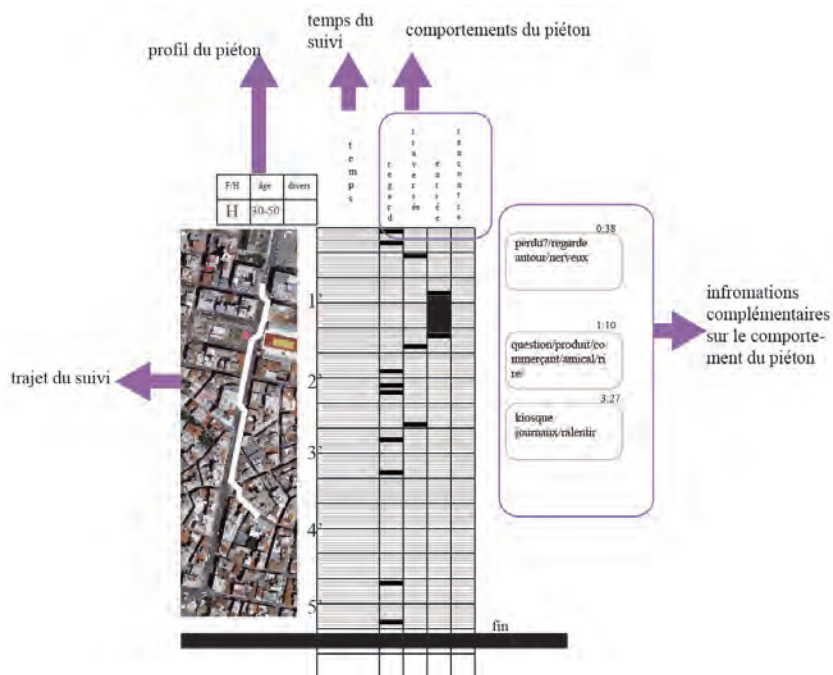 temps du
suivi
comportements du piéton
profil du piéton
temps
regard
traversée
entrée
rencontre
F/H âge divers
H 30-50
0:38
perdu?/regarde
autour/nerveux
1'
1:10
question/produit/co
mmerçant/amical/ri
re/
2'
3:27
kiosque
journaux/ralentir
3'
4'
5'
infromations
complémentaires
sur le comporte-
ment du piéton
trajet du suivi
fin